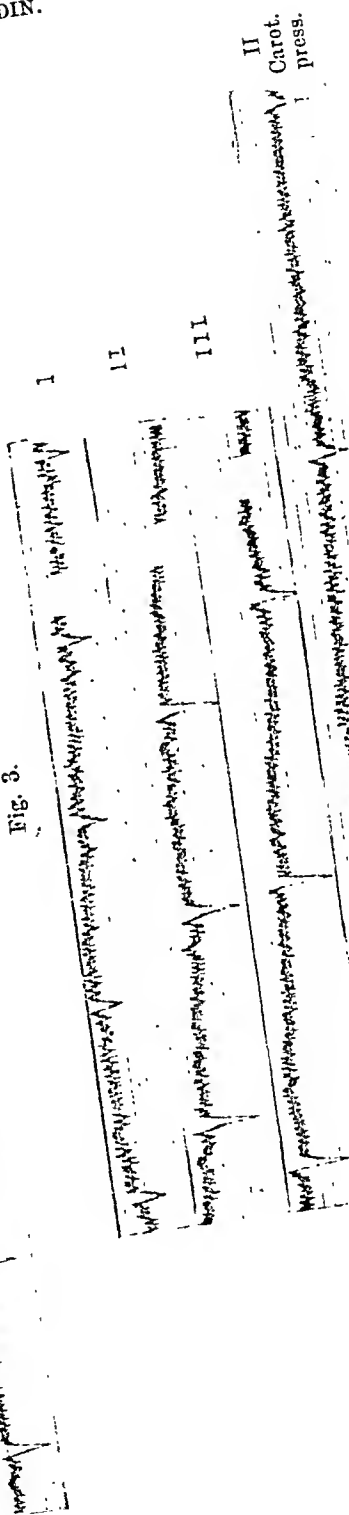 DIN.
Fig. 3.
I
II
III
II
Carot.
press.